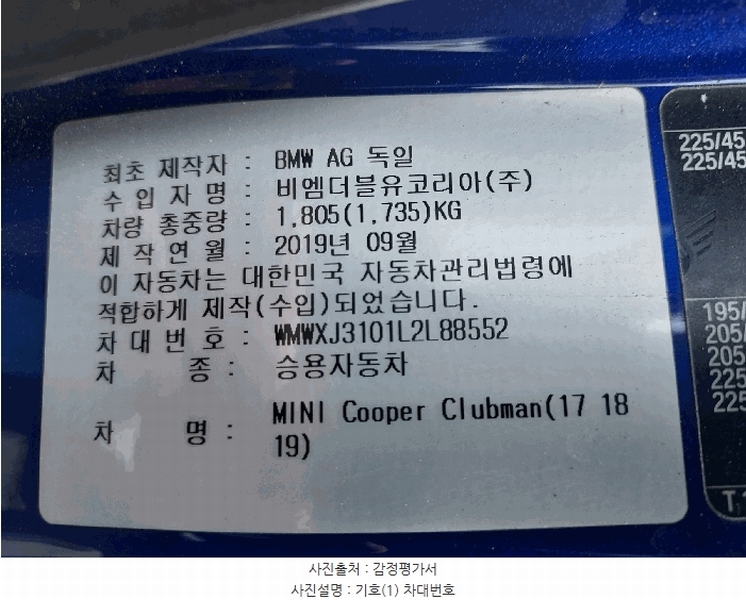 최초 제작자 : BMW AG 독일
수 입 자 명 : 비엠더블유코리아(주)
차량 총중량 : 1,805(1,735)KG
제 작 연 월 : 2019년 09월
이 자동차는 대한민국 자동차관리법령에
적합하게 제작(수입)되었습니다.
차 대 번 호 : WMWXJ3101L2L88552
차 종 : 승용자동차
차 명 : MINI Cooper Clubman(17 18
19)
225/45
225/45
195/
205/
205
225
225
사진출처 : 감정평가서
사진설명 : 기호(1) 차대번호